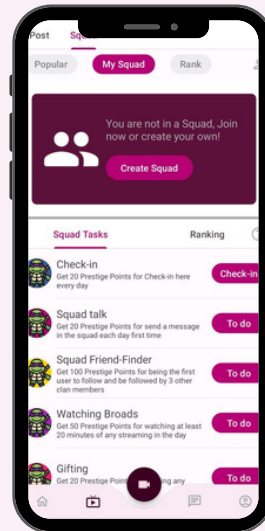 Post Squ
Popular My Squad Rank
You are not in a Squad, Join
now or create your own!
Create Squad
Squad Tasks Ranking
Check-in
Get 20 Prestige Points for Check-in here
every day
Check-in
Squad talk
Get 20 Prestige Points for send a message
in the squad each day first time
To do
Squad Friend-Finder
Get 100 Prestige Points for being the first
user to follow and be followed by 3 other
clan members
To do
Watching Broads
Get 50 Prestige Points for watching at least
20 minutes of any streaming in the day
To do
Gifting
Get 20 Prestige Points any
To do